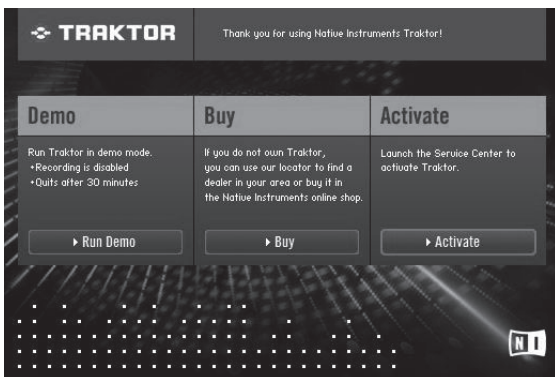 TRAKTOR
Thank you for using Native Instruments Traktor!
Demo
Run Traktor in demo mode.
•Recording is disabled
•Quits after 30 minutes
Run Demo
Buy
If you do not own Traktor,
you can use our locator to find a
dealer in your area or buy it in
the Native Instruments online shop.
Buy
Activate
Launch the Service Center to
activate Traktor.
Activate
NI